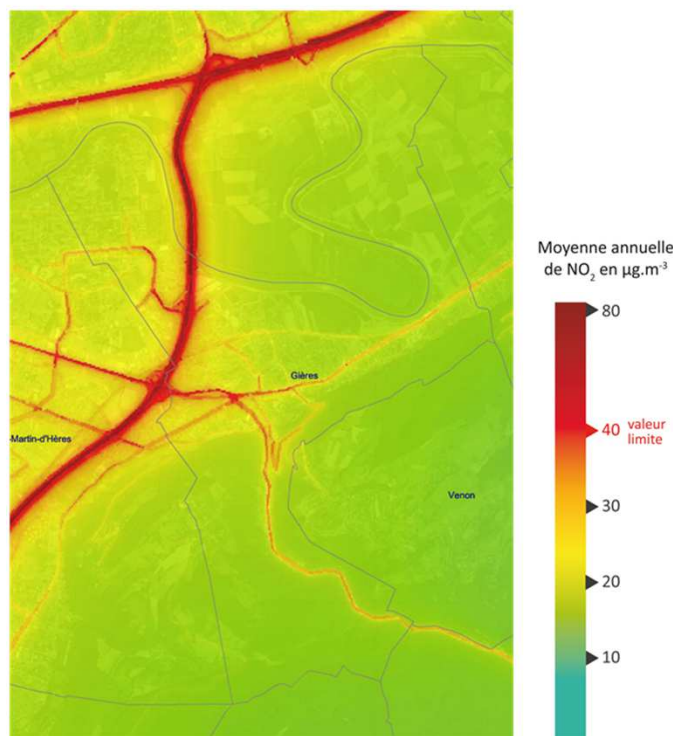 Moyenne annuelle
de NO₂ en µg.m⁻³
80
40 valeur
limite
30
20
10
Gières
-Martin-d'Hères
Venon